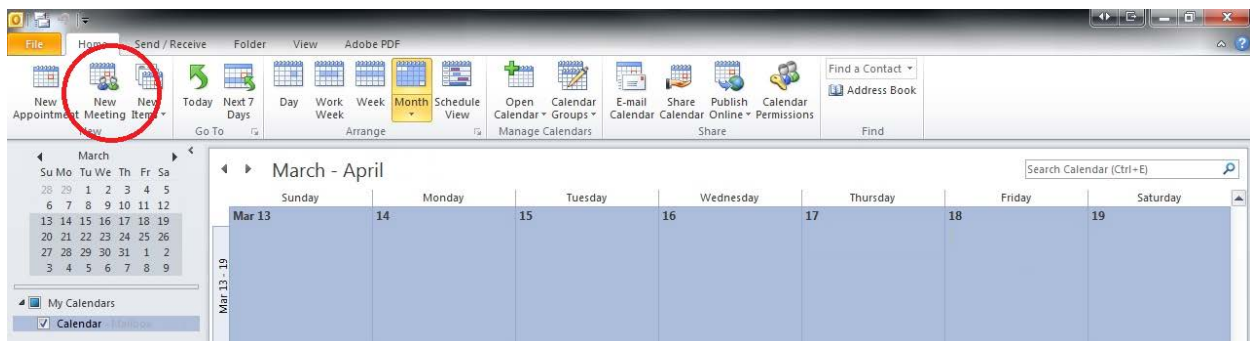 File Home Send / Receive Folder View Adobe PDF
New Appointment
New Meeting
New Items
Today
Next 7 Days
Day
Work Week
Week
Month
Schedule View
Open Calendar
Calendar Groups
E-mail Calendar
Share Calendar
Publish Online
Calendar Permissions
Find a Contact
Address Book
New Go To Arrange Manage Calendars Share Find
March
Su Mo Tu We Th Fr Sa
28 29 1 2 3 4 5
6 7 8 9 10 11 12
13 14 15 16 17 18 19
20 21 22 23 24 25 26
27 28 29 30 31 1 2
3 4 5 6 7 8 9
My Calendars
Calendar - Mailbox
March - April
Search Calendar (Ctrl+E)
Sunday Monday Tuesday Wednesday Thursday Friday Saturday
Mar 13 14 15 16 17 18 19
Mar 13 - 19